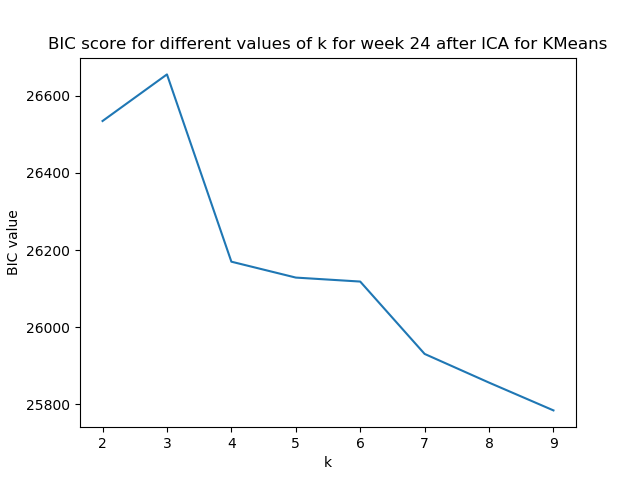 BIC score for different values of k for week 24 after ICA for KMeans
26600
26400
26200
26000
25800
BIC value
2 3 4 5 6 7 8 9
k